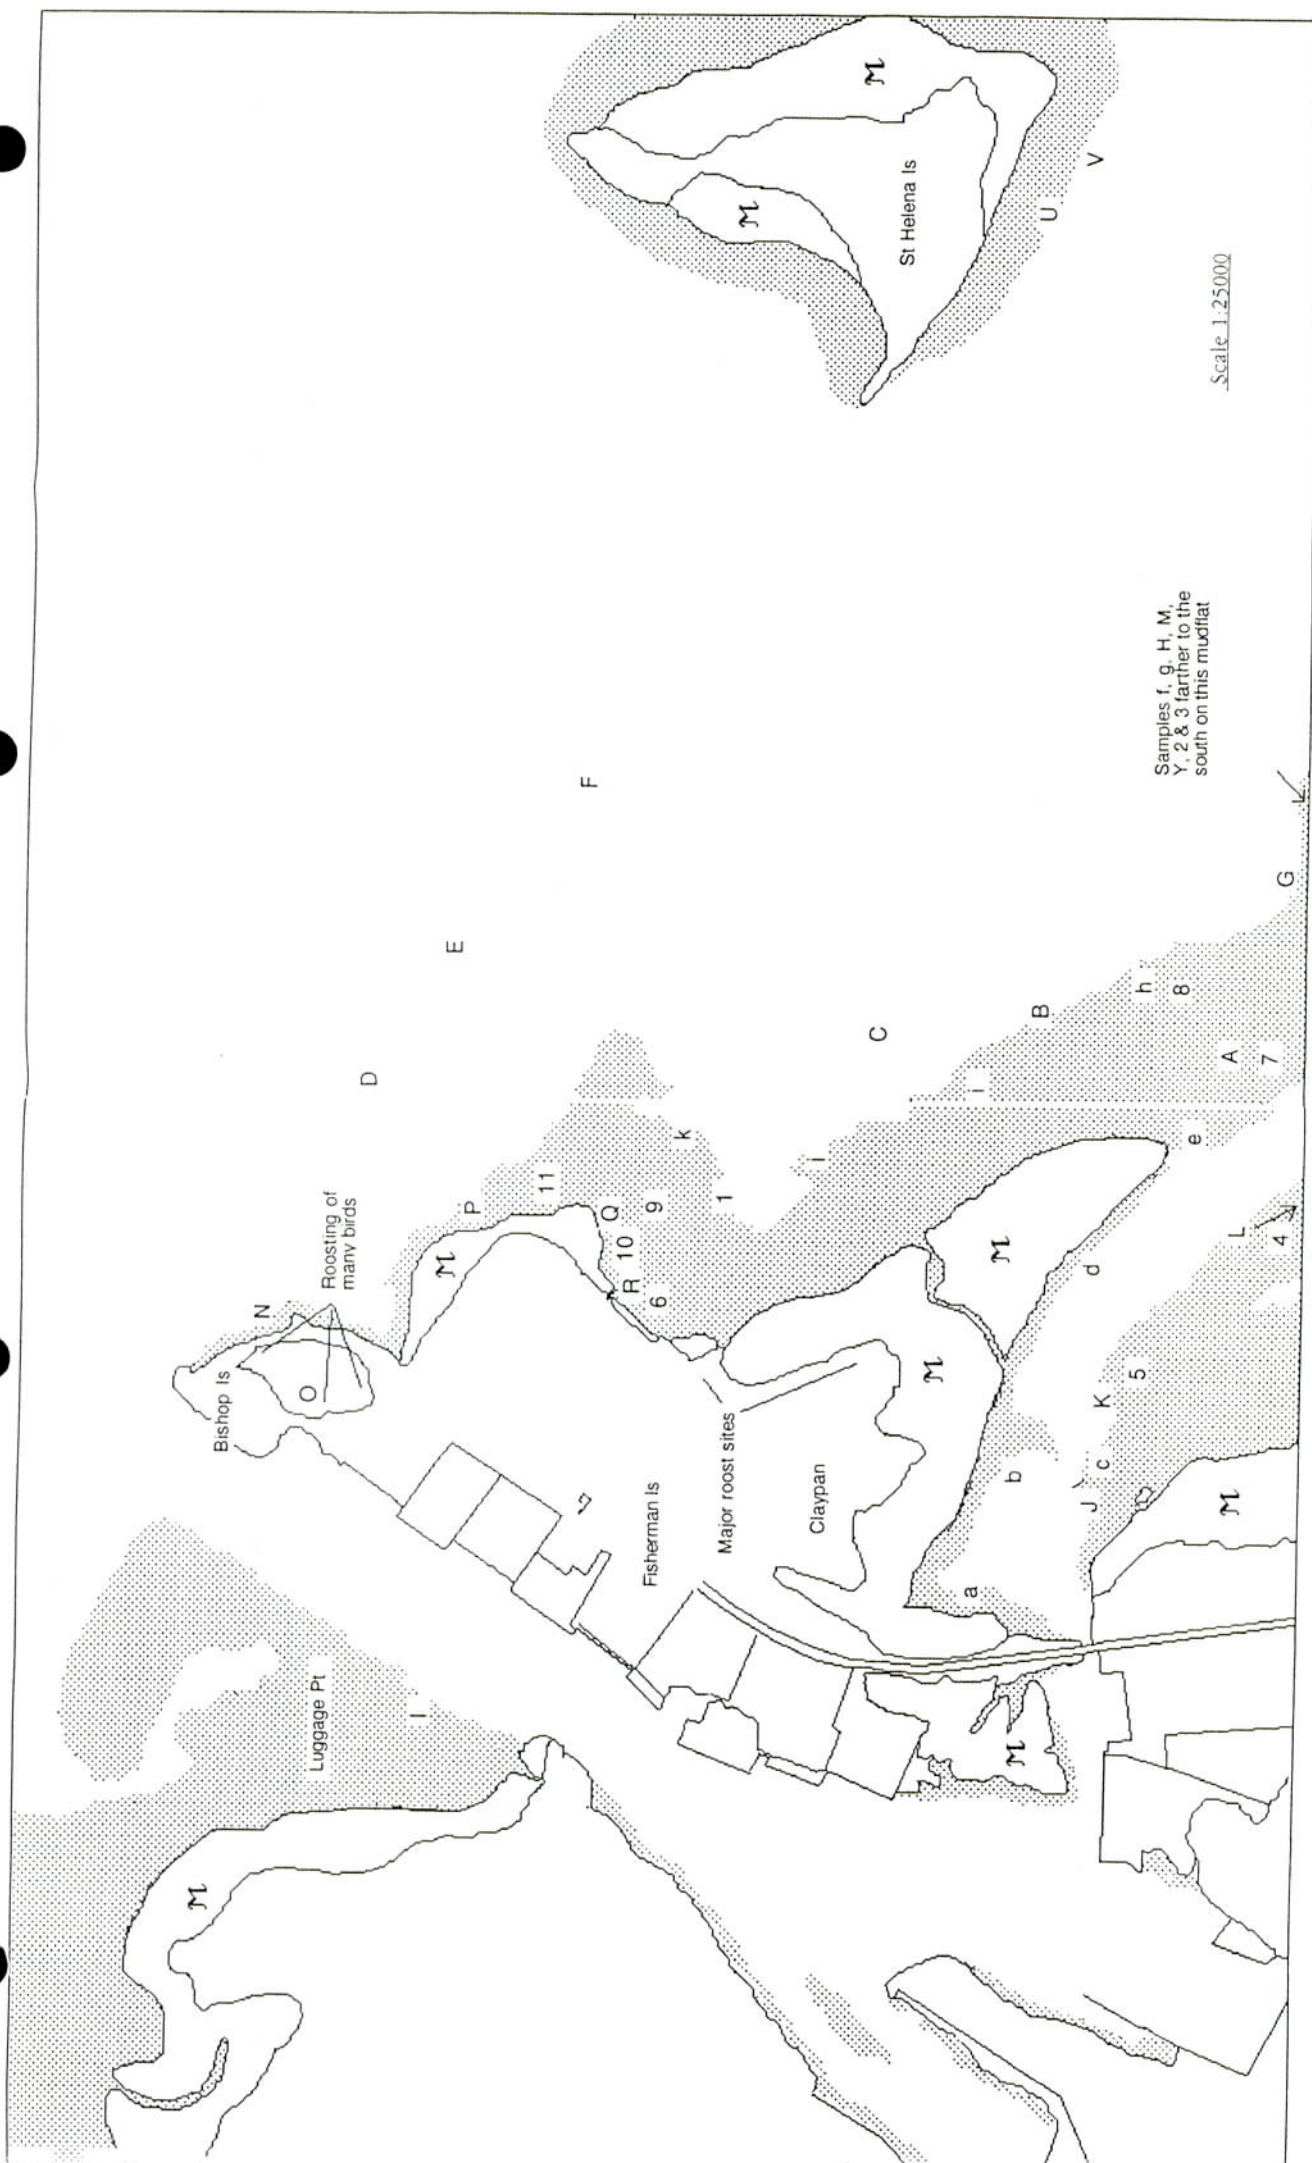 M
Bishop Is
N
O
Luggage Pt
Roosting of
many birds
D
I
M
E
P
11
F
Q
10
R
Fisherman Is
9
6
k
1
Major roost sites
M
Claypan
j
M
C
St Helena Is
M
a
i
M
b
M
B
U
J
d
V
K
c
5
h
Samples f, g, H, M,
Y, 2 & 3 farther to the
south on this mudflat
8
e
Scale 1:25000
M
A
L
7
4
G